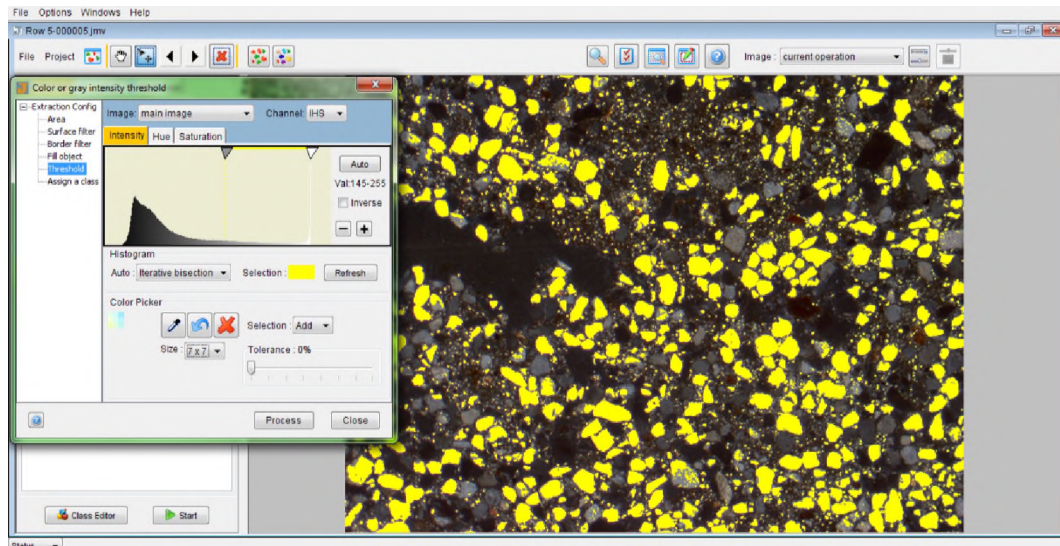 File Options Windows Help
Row 5-000005.jmv
File Project Image : current operation
Color or gray intensity threshold
Extraction Config
Area
Surface filter
Border filter
Fill object
Threshold
Assign a class
Image: main image Channel: IHS
Intensity Hue Saturation
Auto
Val:145-255
Inverse
Histogram
Auto : Iterative bisection Selection : Refresh
Color Picker
Selection : Add
Size : 7 x 7 Tolerance : 0%
Process Close
Class Editor Start
Status